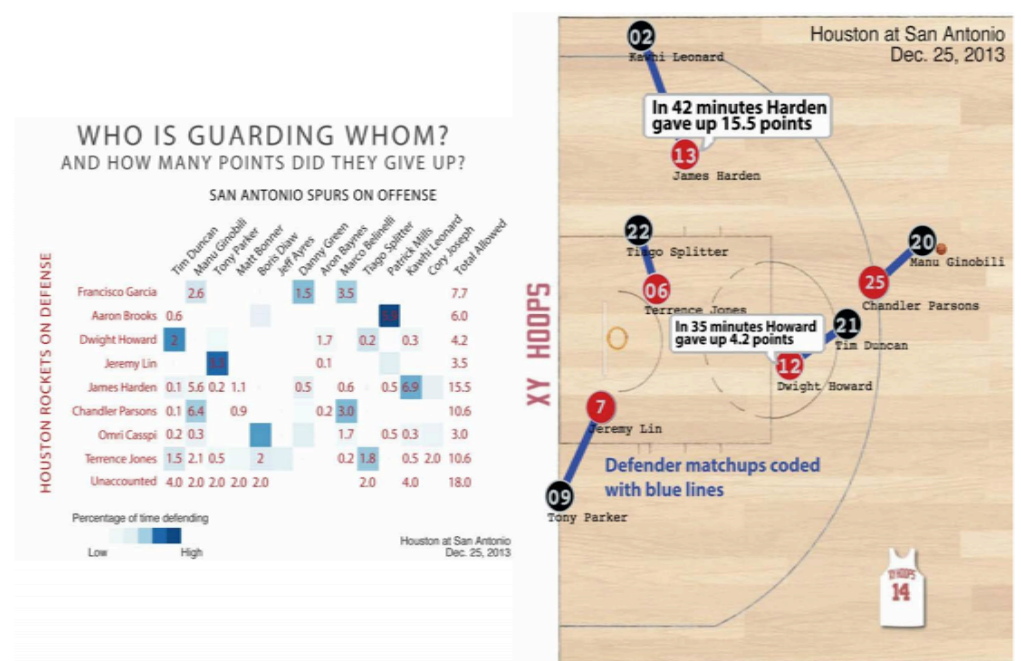 WHO IS GUARDING WHOM?
AND HOW MANY POINTS DID THEY GIVE UP?
SAN ANTONIO SPURS ON OFFENSE
Tim Duncan
Manu Ginobili
Tony Parker
Matt Bonner
Boris Diaw
Jeff Ayres
Danny Green
Aron Baynes
Marco Belinelli
Tiago Splitter
Patrick Mills
Kawhi Leonard
Cory Joseph
Total Allowed
HOUSTON ROCKETS ON DEFENSE
Francisco Garcia 2.6 1.5 3.5 7.7
Aaron Brooks 0.6 6.0
Dwight Howard 2 1.7 0.2 0.3 4.2
Jeremy Lin 0.1 3.5
James Harden 0.1 5.6 0.2 1.1 0.5 0.6 0.5 6.9 15.5
Chandler Parsons 0.1 6.4 0.9 0.2 3.0 10.6
Omri Casspi 0.2 0.3 1.7 0.5 0.3 3.0
Terrence Jones 1.5 2.1 0.5 2 0.2 1.8 0.5 2.0 10.6
Unaccounted 4.0 2.0 2.0 2.0 2.0 2.0 4.0 18.0
Percentage of time defending
Low High
Houston at San Antonio
Dec. 25, 2013
XY HOOPS
Houston at San Antonio
Dec. 25, 2013
02
Kawhi Leonard
In 42 minutes Harden
gave up 15.5 points
13
James Harden
22
Tiago Splitter
20
Manu Ginobili
06
Terrence Jones
25
Chandler Parsons
In 35 minutes Howard
gave up 4.2 points
21
Tim Duncan
12
Dwight Howard
7
Jeremy Lin
Defender matchups coded
with blue lines
09
Tony Parker
XY HOOPS
14